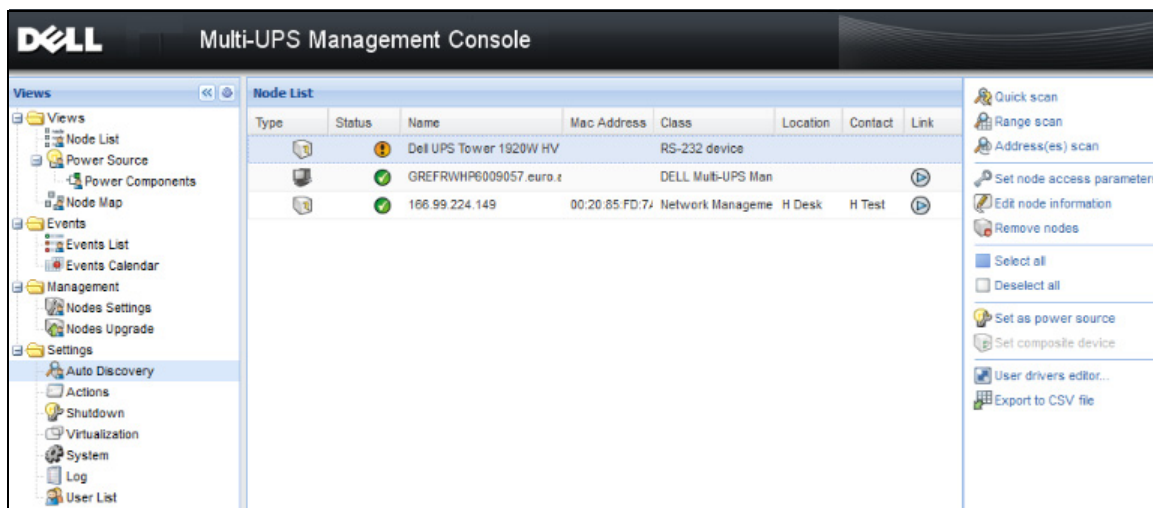 DELL Multi-UPS Management Console
Views
Views
Node List
Power Source
Power Components
Node Map
Events
Events List
Events Calendar
Management
Nodes Settings
Nodes Upgrade
Settings
Auto Discovery
Actions
Shutdown
Virtualization
System
Log
User List
Node List
Type Status Name Mac Address Class Location Contact Link
Dell UPS Tower 1920W HV RS-232 device
GREFRWHP6009057.euro.e DELL Multi-UPS Man
166.99.224.149 00:20:85:FD:7 Network Manageme H Desk H Test
Quick scan
Range scan
Address(es) scan
Set node access parameter
Edit node information
Remove nodes
Select all
Deselect all
Set as power source
Set composite device
User drivers editor...
Export to CSV file